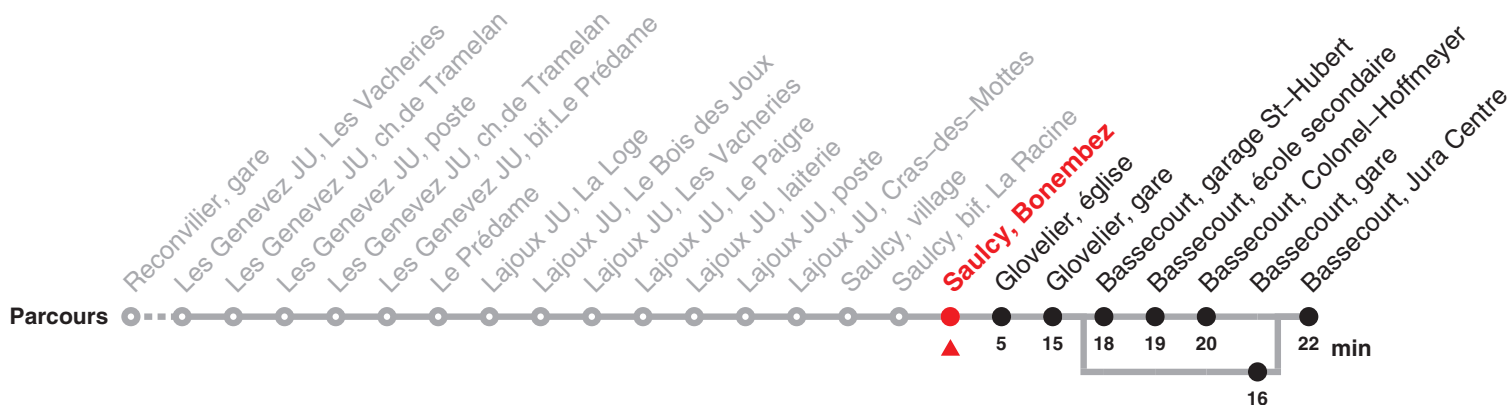 Reconvilier, gare
Les Genevez JU, Les Vacheries
Les Genevez JU, ch.de Tramelan
Les Genevez JU, poste
Les Genevez JU, ch.de Tramelan
Les Genevez JU, bif.Le Prédame
Le Prédame
Lajoux JU, La Loge
Lajoux JU, Le Bois des Joux
Lajoux JU, Les Vacheries
Lajoux JU, Le Paigre
Lajoux JU, laiterie
Lajoux JU, poste
Lajoux JU, Cras–des–Mottes
Saulcy, village
Saulcy, bif. La Racine
Saulcy, Bonembez
Glovelier, église
Glovelier, gare
Bassecourt, garage St–Hubert
Bassecourt, école secondaire
Bassecourt, Colonel–Hoffmeyer
Bassecourt, gare
Bassecourt, Jura Centre
Parcours
5 15 18 19 20 22 min
16